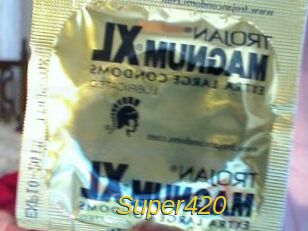 www.trojancondoms.com
TROJAN®
MAGNUM XL
EXTRA LARGE CONDOMS
LUBRICATED
TROJAN®
MAGNUM XL
EXTRA LARGE CONDOMS
Super420